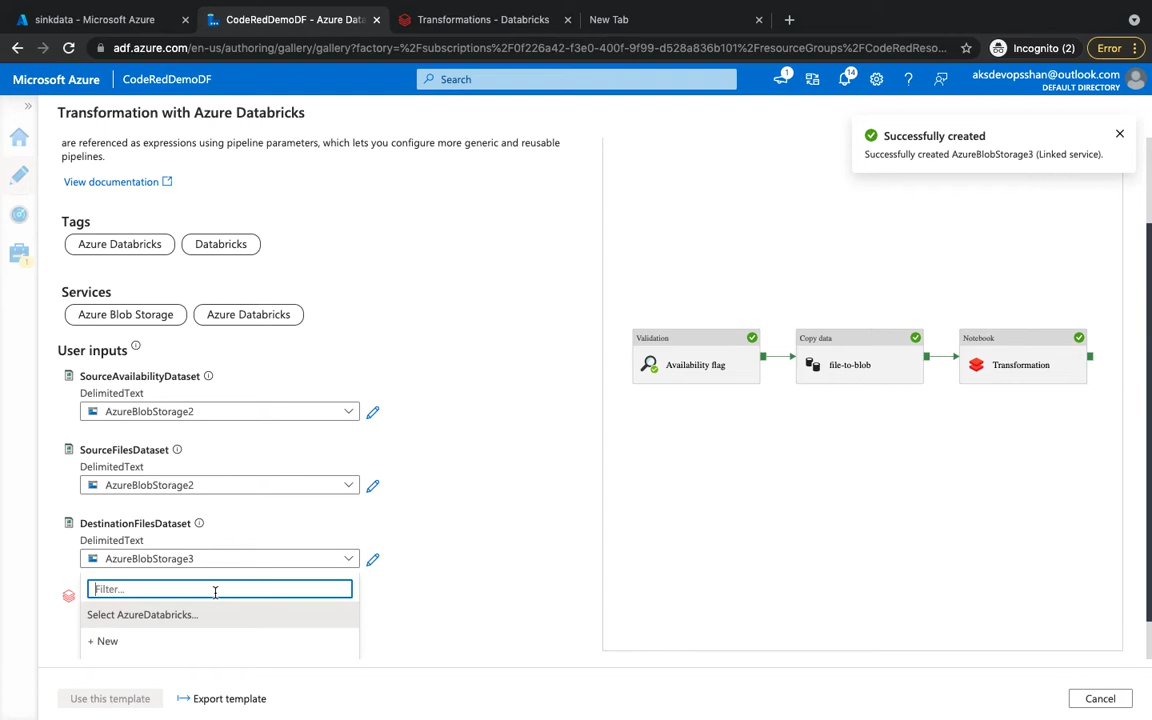 sinkdata - Microsoft Azure
CodeRedDemoDF - Azure Data
Transformations - Databricks
New Tab
adf.azure.com/en-us/authoring/gallery/gallery?factory=%2Fsubscriptions%2F0f226a42-f3e0-400f-9f99-d528a836b101%2FresourceGroups%2FCodeRedReso...
Incognito (2)
Error
Microsoft Azure
CodeRedDemoDF
Search
1
14
aksdevopsshan@outlook.com
DEFAULT DIRECTORY
Transformation with Azure Databricks
Successfully created
Successfully created AzureBlobStorage3 (Linked service).
are referenced as expressions using pipeline parameters, which lets you configure more generic and reusable
pipelines.
View documentation
Tags
Azure Databricks
Databricks
Services
Azure Blob Storage
Azure Databricks
User inputs
SourceAvailabilityDataset
DelimitedText
AzureBlobStorage2
SourceFilesDataset
DelimitedText
AzureBlobStorage2
DestinationFilesDataset
DelimitedText
AzureBlobStorage3
Filter...
Select AzureDatabricks...
+ New
Validation
Availability flag
Copy data
file-to-blob
Notebook
Transformation
1
Use this template
Export template
Cancel